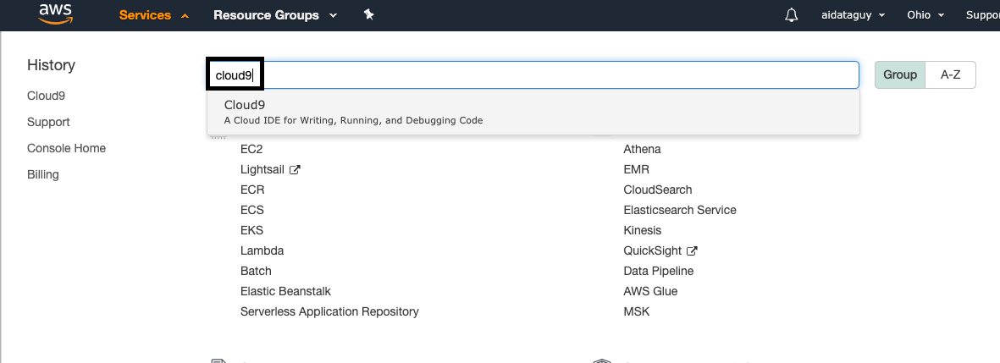 aws Services Resource Groups aidataguy Ohio Suppor
History
cloud9
Group A-Z
Cloud9
A Cloud IDE for Writing, Running, and Debugging Code
Cloud9
Support
Console Home
Billing
EC2
Lightsail
ECR
ECS
EKS
Lambda
Batch
Elastic Beanstalk
Serverless Application Repository
Athena
EMR
CloudSearch
Elasticsearch Service
Kinesis
QuickSight
Data Pipeline
AWS Glue
MSK